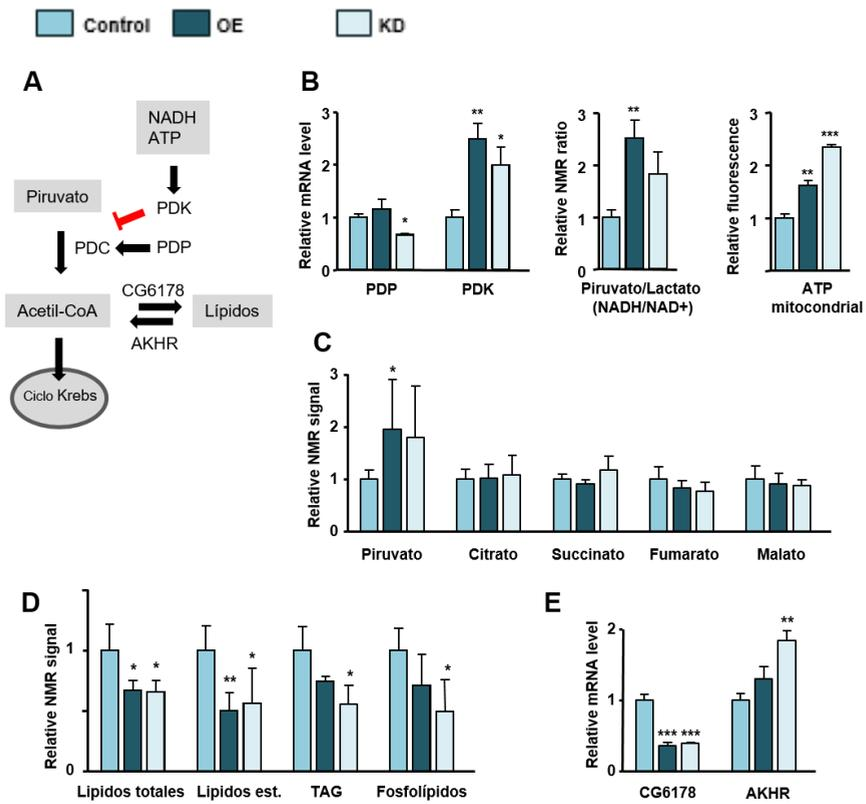 Control OE KD
A
NADH
ATP
Piruvato
PDK
PDC
PDP
CG6178
Acetil-CoA
Lípidos
AKHR
Ciclo Krebs
B
Relative mRNA level
3
2
1
0
**
*
*
PDP PDK
Relative NMR ratio
3
2
1
0
**
Piruvato/Lactato
(NADH/NAD+)
Relative fluorescence
3
2
1
***
**
ATP
mitocondrial
C
Relative NMR signal
3
2
1
0
*
Piruvato Citrato Succinato Fumarato Malato
D
Relative NMR signal
1
0
* * ** * * *
Lipidos totales Lipidos est. TAG Fosfolípidos
E
Relative mRNA level
2
1
0
**
*** ***
CG6178 AKHR